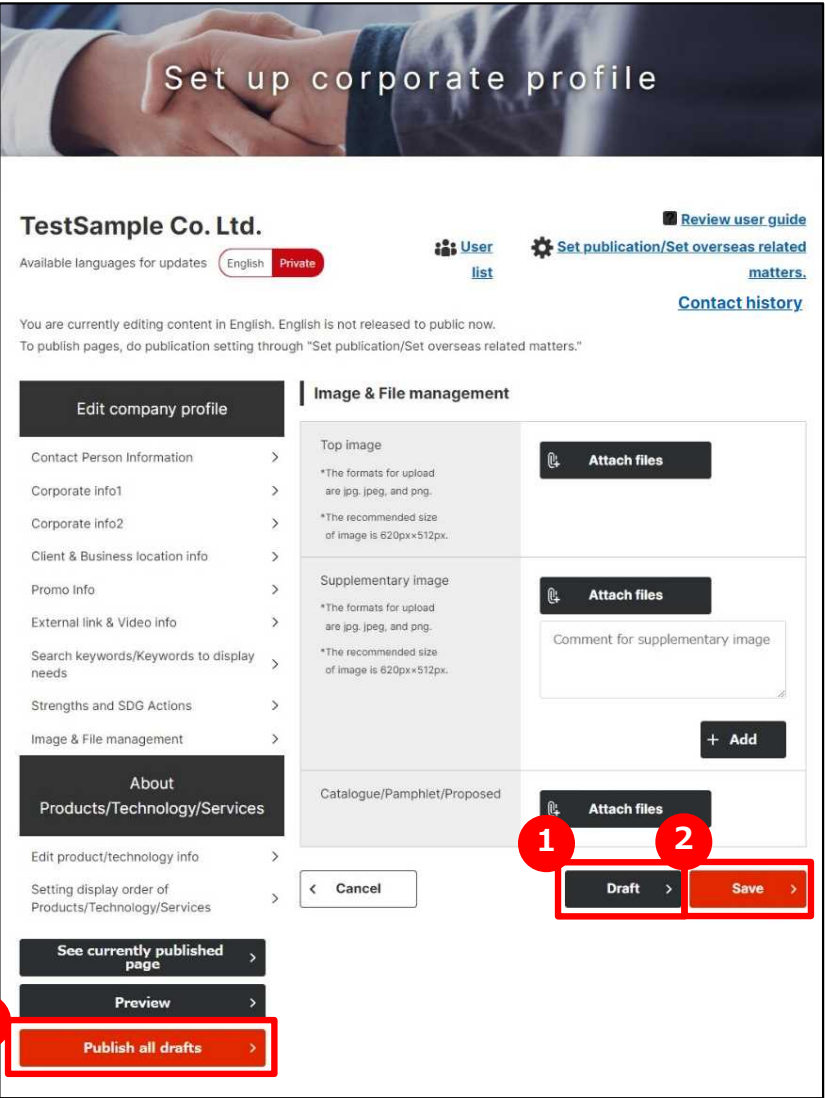 Set up corporate profile
TestSample Co. Ltd.
Review user guide
Available languages for updates English Private
User
list
Set publication/Set overseas related
matters.
Contact history
You are currently editing content in English. English is not released to public now.
To publish pages, do publication setting through "Set publication/Set overseas related matters."
Edit company profile
Contact Person Information
Corporate info1
Corporate info2
Client & Business location info
Promo Info
External link & Video info
Search keywords/Keywords to display
needs
Strengths and SDG Actions
Image & File management
About
Products/Technology/Services
Edit product/technology info
Setting display order of
Products/Technology/Services
See currently published
page
Preview
Publish all drafts
Image & File management
Top image
*The formats for upload
are jpg. jpeg, and png.
*The recommended size
of image is 620px×512px.
Attach files
Supplementary image
*The formats for upload
are jpg. jpeg, and png.
*The recommended size
of image is 620px×512px.
Attach files
Comment for supplementary image
+ Add
Catalogue/Pamphlet/Proposed
Attach files
1
2
Cancel
Draft
Save